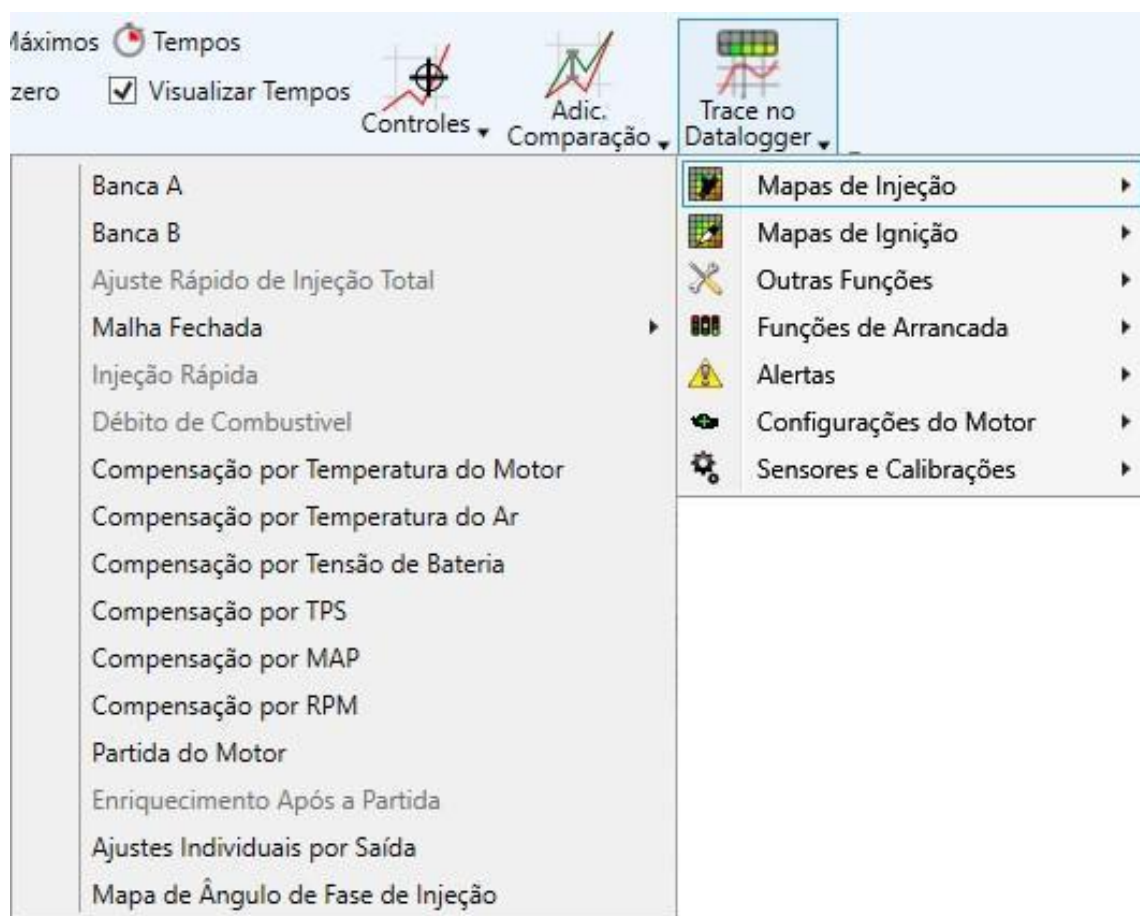 Máximos
Tempos
zero
Visualizar Tempos
Controles
Adic.
Comparação
Trace no
Datalogger
Banca A
Banca B
Ajuste Rápido de Injeção Total
Malha Fechada
Injeção Rápida
Débito de Combustivel
Compensação por Temperatura do Motor
Compensação por Temperatura do Ar
Compensação por Tensão de Bateria
Compensação por TPS
Compensação por MAP
Compensação por RPM
Partida do Motor
Enriquecimento Após a Partida
Ajustes Individuais por Saída
Mapa de Ângulo de Fase de Injeção
Mapas de Injeção
Mapas de Ignição
Outras Funções
Funções de Arrancada
Alertas
Configurações do Motor
Sensores e Calibrações